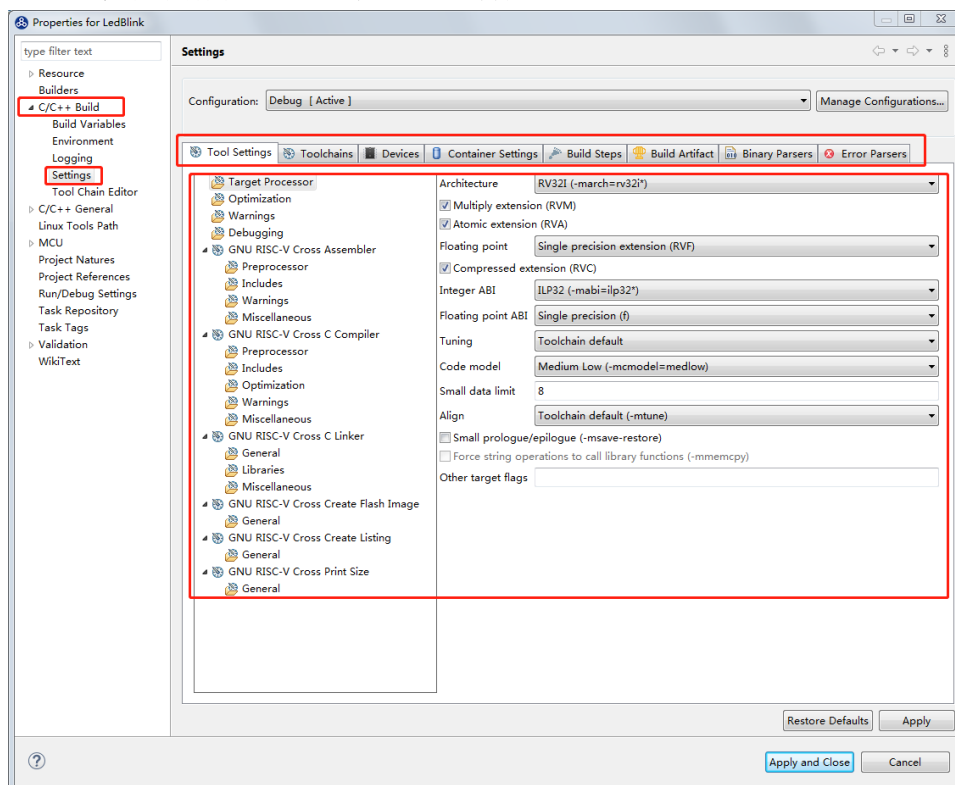 Properties for LedBlink
type filter text
Resource
Builders
C/C++ Build
Build Variables
Environment
Logging
Settings
Tool Chain Editor
C/C++ General
Linux Tools Path
MCU
Project Natures
Project References
Run/Debug Settings
Task Repository
Task Tags
Validation
WikiText
Settings
Configuration: Debug [ Active ] Manage Configurations...
Tool Settings Toolchains Devices Container Settings Build Steps Build Artifact Binary Parsers Error Parsers
Target Processor
Optimization
Warnings
Debugging
GNU RISC-V Cross Assembler
Preprocessor
Includes
Warnings
Miscellaneous
GNU RISC-V Cross C Compiler
Preprocessor
Includes
Optimization
Warnings
Miscellaneous
GNU RISC-V Cross C Linker
General
Libraries
Miscellaneous
GNU RISC-V Cross Create Flash Image
General
GNU RISC-V Cross Create Listing
General
GNU RISC-V Cross Print Size
General
Architecture RV32I (-march=rv32i*)
Multiply extension (RVM)
Atomic extension (RVA)
Floating point Single precision extension (RVF)
Compressed extension (RVC)
Integer ABI ILP32 (-mabi=ilp32*)
Floating point ABI Single precision (f)
Tuning Toolchain default
Code model Medium Low (-mcmodel=medlow)
Small data limit 8
Align Toolchain default (-mtune)
Small prologue/epilogue (-msave-restore)
Force string operations to call library functions (-mmemcpy)
Other target flags
Restore Defaults Apply
Apply and Close Cancel